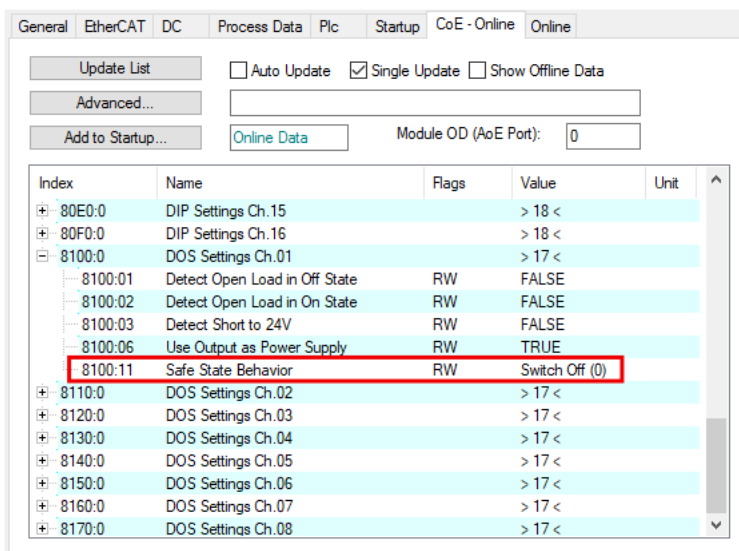 General EtherCAT DC Process Data Plc Startup CoE - Online Online
Update List Auto Update Single Update Show Offline Data
Advanced...
Add to Startup... Online Data Module OD (AoE Port): 0
Index Name Flags Value Unit
80E0:0 DIP Settings Ch.15 > 18 <
80F0:0 DIP Settings Ch.16 > 18 <
8100:0 DOS Settings Ch.01 > 17 <
8100:01 Detect Open Load in Off State RW FALSE
8100:02 Detect Open Load in On State RW FALSE
8100:03 Detect Short to 24V RW FALSE
8100:06 Use Output as Power Supply RW TRUE
8100:11 Safe State Behavior RW Switch Off (0)
8110:0 DOS Settings Ch.02 > 17 <
8120:0 DOS Settings Ch.03 > 17 <
8130:0 DOS Settings Ch.04 > 17 <
8140:0 DOS Settings Ch.05 > 17 <
8150:0 DOS Settings Ch.06 > 17 <
8160:0 DOS Settings Ch.07 > 17 <
8170:0 DOS Settings Ch.08 > 17 <